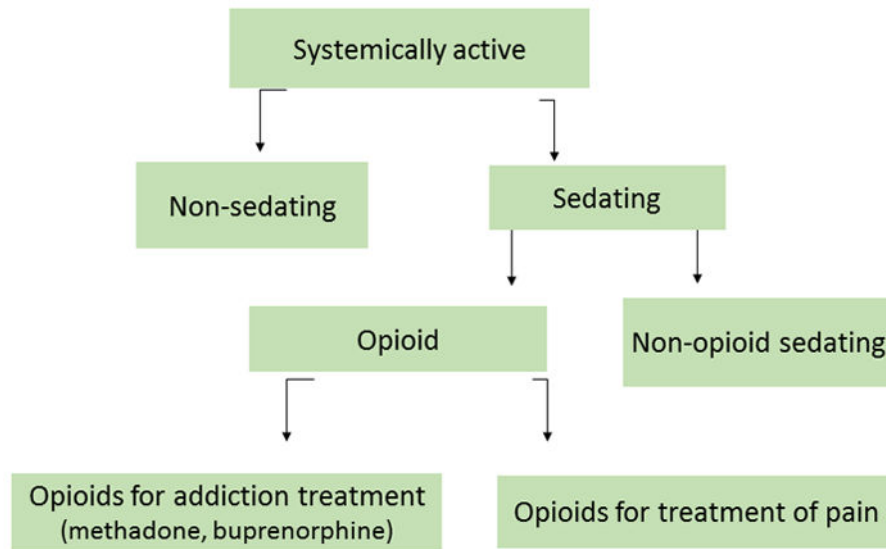 Systemically active
Non-sedating
Sedating
Opioid
Non-opioid sedating
Opioids for addiction treatment
(methadone, buprenorphine)
Opioids for treatment of pain